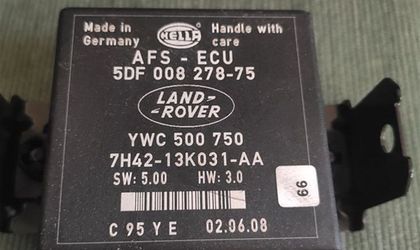 Made in Germany HELLA Handle with care
AFS - ECU
5DF 008 278-75
LAND-
-ROVER
YWC 500 750
7H42-13K031-AA
SW: 5.00 HW: 3.0
66
C 95 Y E 02.06.08